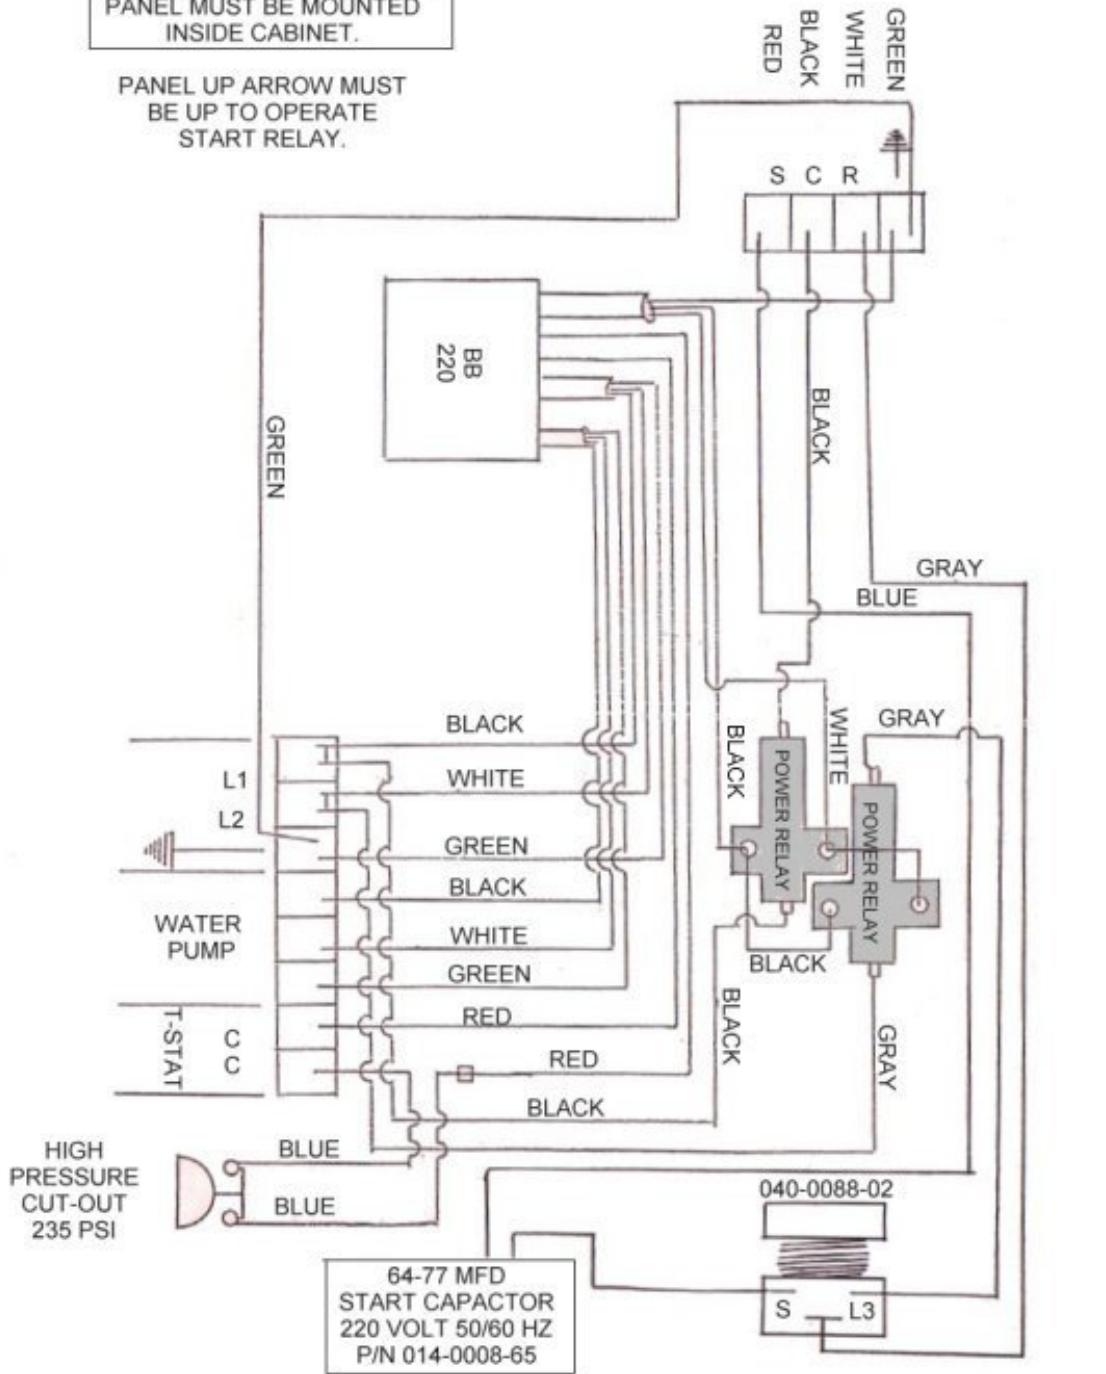 PANEL MUST BE MOUNTED
INSIDE CABINET.
PANEL UP ARROW MUST
BE UP TO OPERATE
START RELAY.
RED
BLACK
WHITE
GREEN
S C R
BB
220
GREEN
BLACK
GRAY
BLUE
BLACK
WHITE
GRAY
BLACK
L1
WHITE
POWER RELAY
POWER RELAY
L2
GREEN
BLACK
WATER
PUMP
WHITE
BLACK
GREEN
RED
BLACK
GRAY
T-STAT
C
C
RED
BLACK
HIGH
PRESSURE
CUT-OUT
235 PSI
BLUE
BLUE
040-0088-02
64-77 MFD
START CAPACTOR
220 VOLT 50/60 HZ
P/N 014-0008-65
S
L3